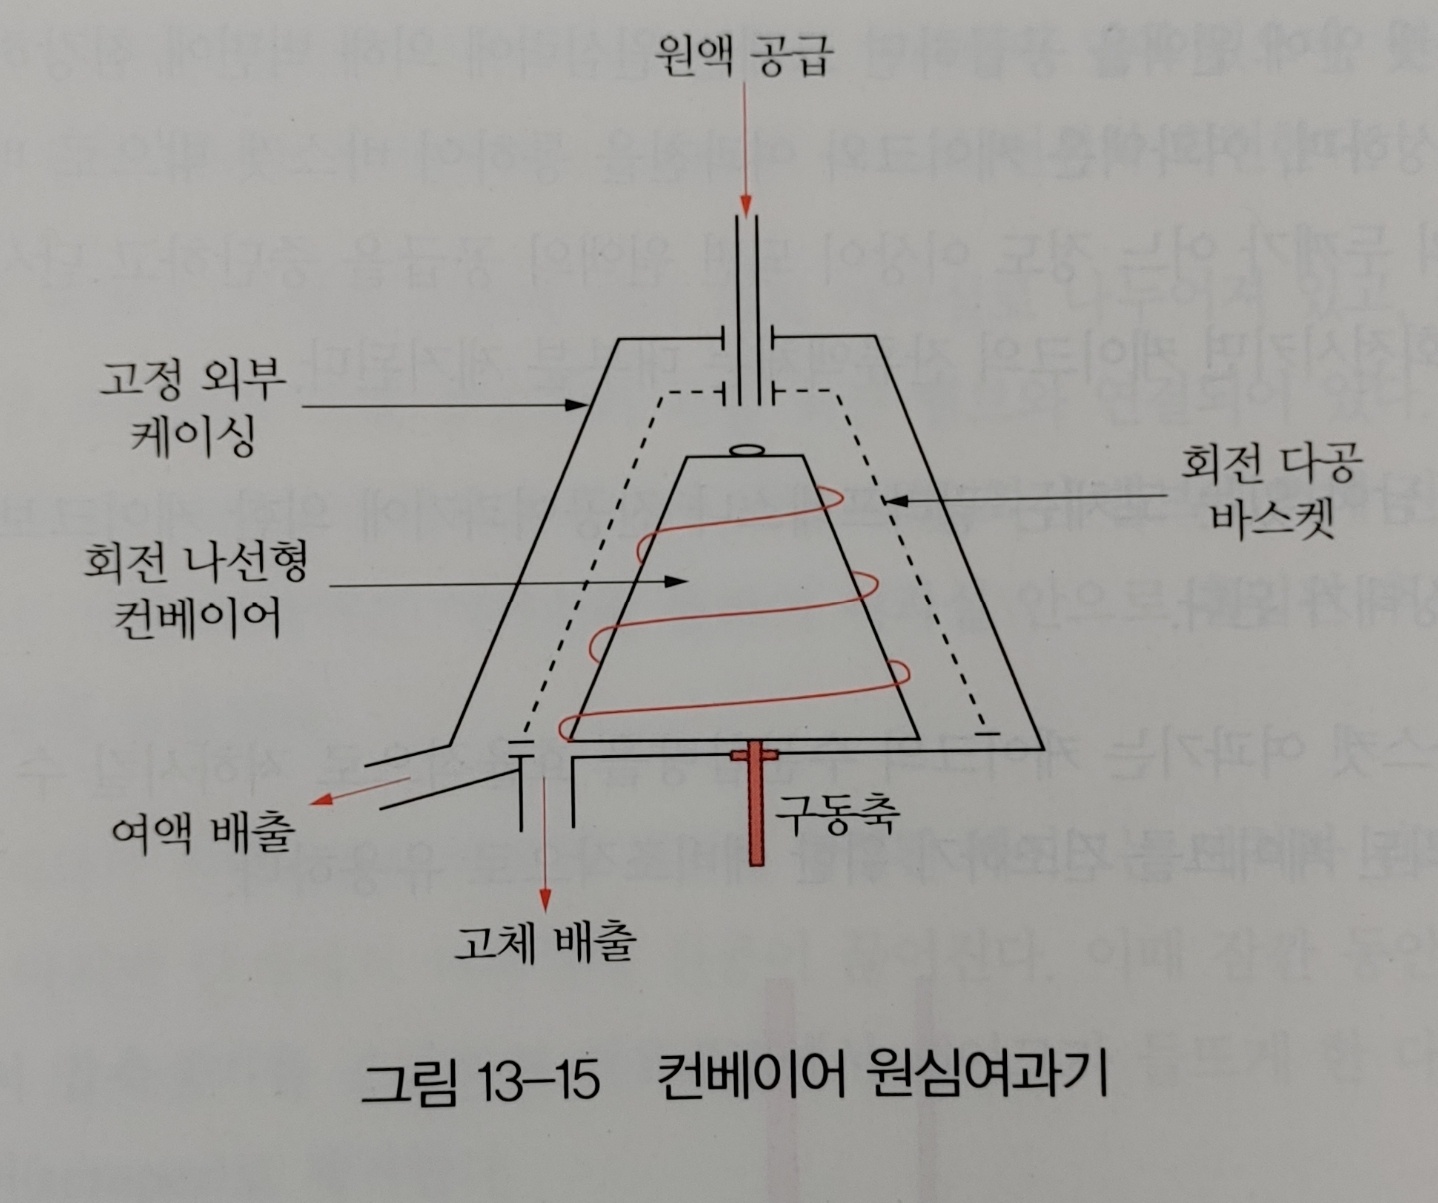 원액 공급
고정 외부
케이싱
회전 다공
바스켓
회전 나선형
컨베이어
여액 배출
구동축
고체 배출
그림 13-15 컨베이어 원심여과기